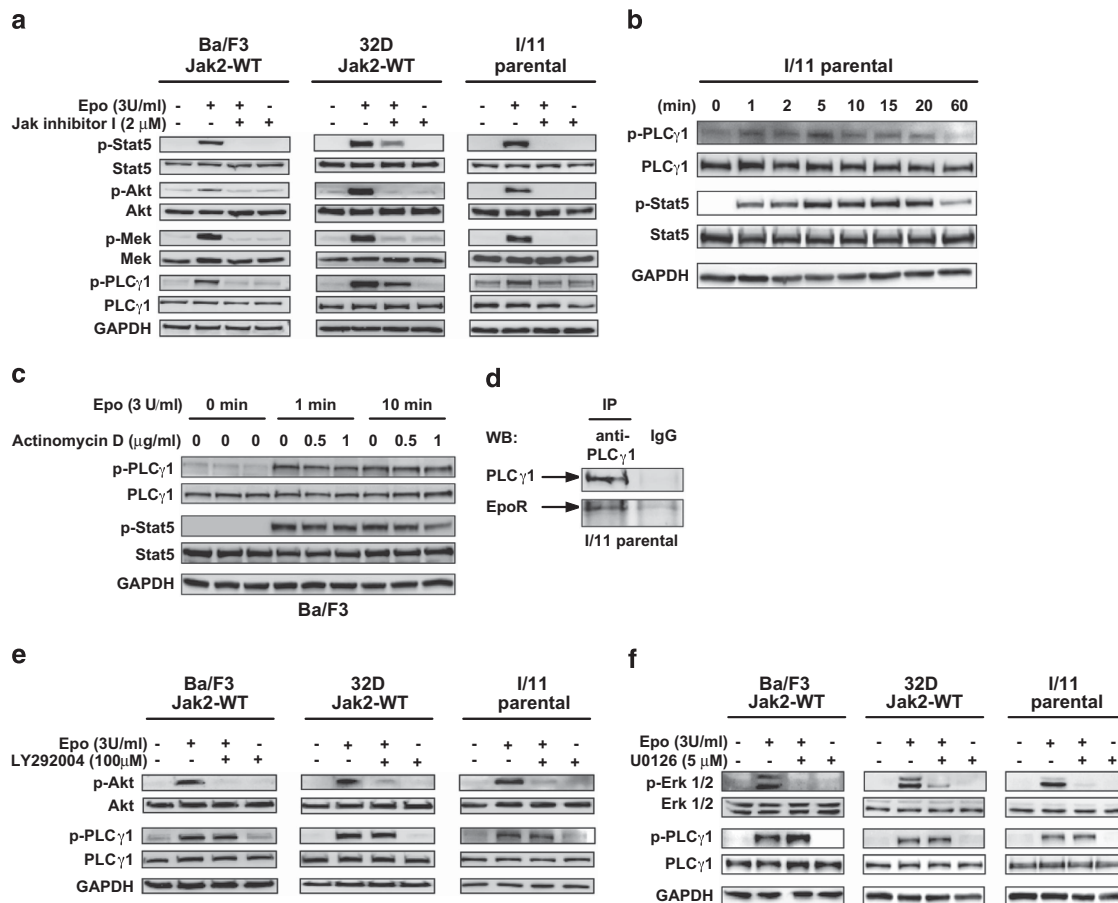 a
Ba/F3 Jak2-WT
32D Jak2-WT
I/11 parental
Epo (3U/ml) - + + - - + + - - + + -
Jak inhibitor I (2 μM) - - + + - - + + - - + +
p-Stat5
Stat5
p-Akt
Akt
p-Mek
Mek
p-PLCγ1
PLCγ1
GAPDH
b
I/11 parental
(min) 0 1 2 5 10 15 20 60
p-PLCγ1
PLCγ1
p-Stat5
Stat5
GAPDH
c
Epo (3 U/ml) 0 min 1 min 10 min
Actinomycin D (μg/ml) 0 0 0 0 0.5 1 0 0.5 1
p-PLCγ1
PLCγ1
p-Stat5
Stat5
GAPDH
Ba/F3
d
IP
WB: anti-PLCγ1 IgG
PLCγ1
EpoR
I/11 parental
e
Ba/F3 Jak2-WT
32D Jak2-WT
I/11 parental
Epo (3U/ml) - + + - - + + - - + + -
LY292004 (100μM) - - + + - - + + - - + +
p-Akt
Akt
p-PLCγ1
PLCγ1
GAPDH
f
Ba/F3 Jak2-WT
32D Jak2-WT
I/11 parental
Epo (3U/ml) - + + - - + + - - + + -
U0126 (5 μM) - - + + - - + + - - + +
p-Erk 1/2
Erk 1/2
p-PLCγ1
PLCγ1
GAPDH